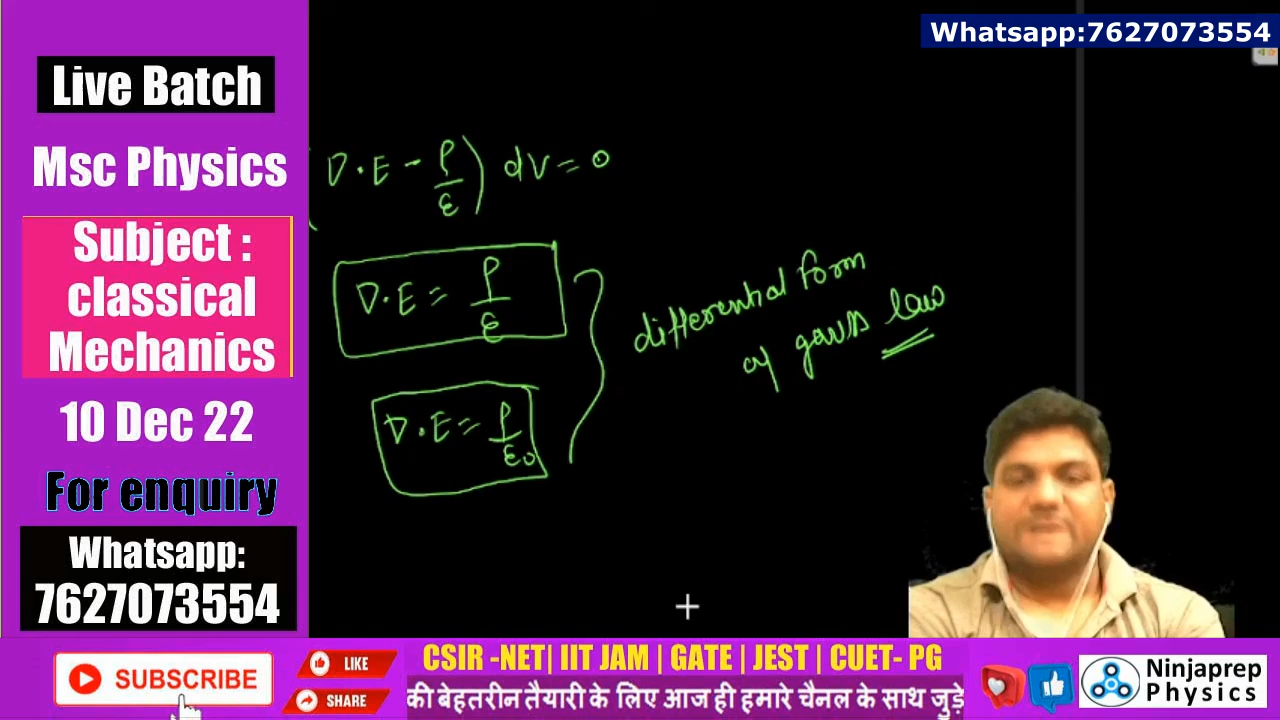 Whatsapp:7627073554
Live Batch
Msc Physics
Subject :
classical
Mechanics
10 Dec 22
For enquiry
Whatsapp:
7627073554
(∇·E - ρ/ε) dV = 0
∇·E = ρ/ε
∇·E = ρ/ε₀
differential form
of gauss law
SUBSCRIBE
LIKE
SHARE
CSIR -NET| IIT JAM | GATE | JEST | CUET- PG
की बेहतरीन तैयारी के लिए आज ही हमारे चैनल के साथ जुड़े
Ninjaprep
Physics